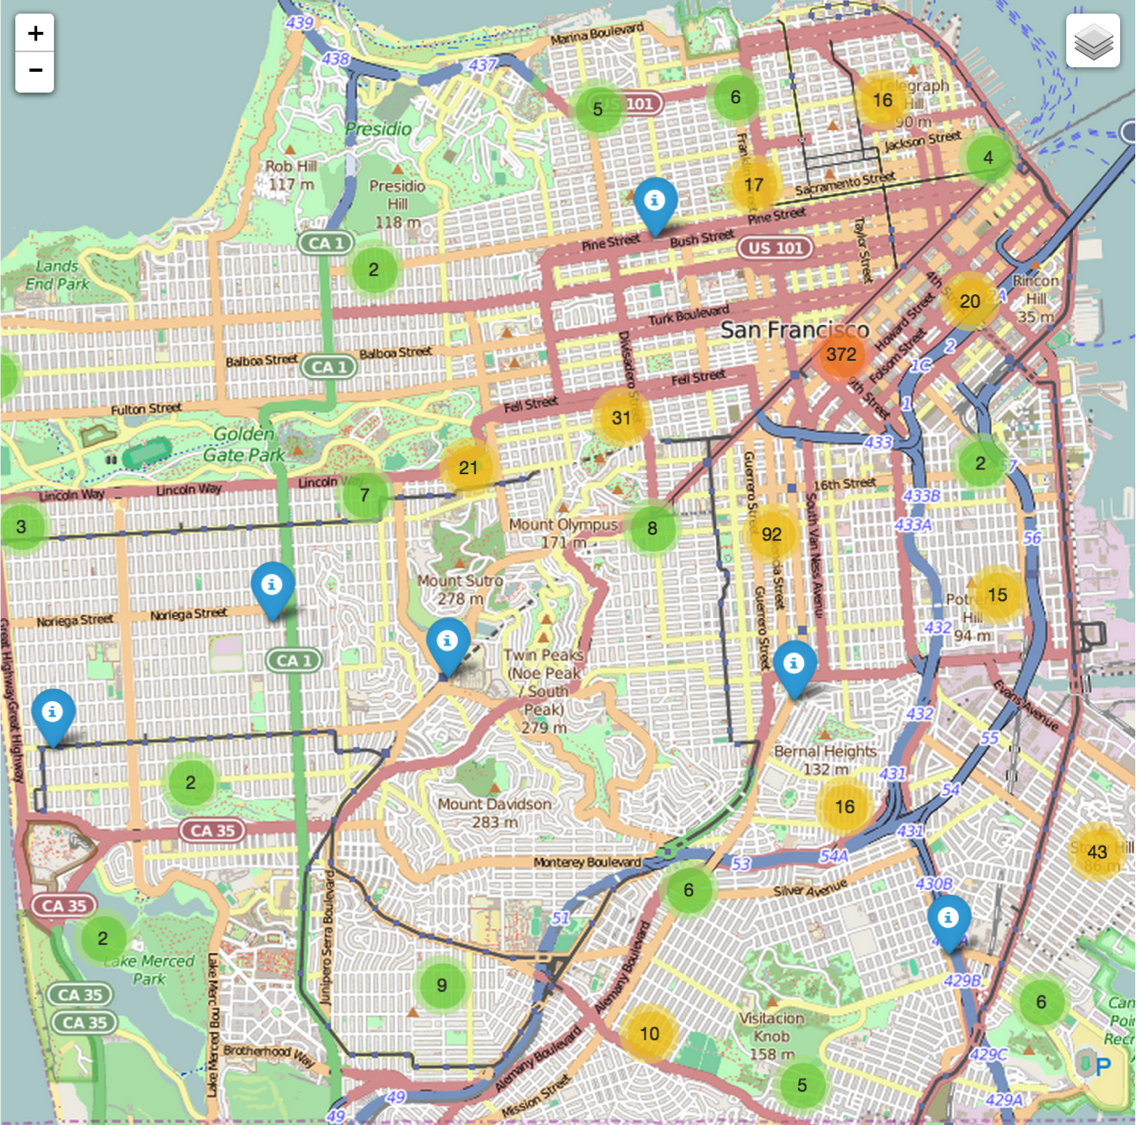 +
−
439
438
437
Marina Boulevard
5
US 101
6
16
Telegraph
Hill
90 m
Presidio
Rob Hill
117 m
Presidio
Hill
118 m
Jackson Street
4
17
Sacramento Street
Pine Street
CA 1
Pine Street
Bush Street
US 101
Taylor Street
2
Lands
End Park
4th
20
Rincon
Hill
35 m
Turk Boulevard
San Francisco
Howard Street
372
Folsom Street
2
1C
Balboa Street
Balboa Street
CA 1
Divisadero
Fell Street
Fell Street
9th Street
1
Fulton Street
31
Golden
Gate Park
433
21
2
7
Lincoln Way
Lincoln Way
Lincoln Way
7
16th Street
433B
3
Mount Olympus
171 m
8
Guerrero Street
92
South Van Ness Avenue
433A
56
Mount Sutro
278 m
15
Hill
94 m
Noriega Street
Noriega Street
Guerrero Street
432
CA 1
Twin Peaks
(Noe Peak
/ South
Peak)
279 m
Great Highway
Great Highway
Evans Avenue
432
55
Bernal Heights
132 m
431
2
54
Mount Davidson
283 m
16
CA 35
431
43
Monterey Boulevard
53
54A
6
Silver Avenue
430B
CA 35
51
2
Lake Merced
Park
Junipero Serra Boulevard
9
Alemany Boulevard
429B
CA 35
CA 35
6
10
Visitacion
Knob
158 m
Brotherhood Way
Alemany Boulevard
429C
P
5
Mission Street
49
49
429A